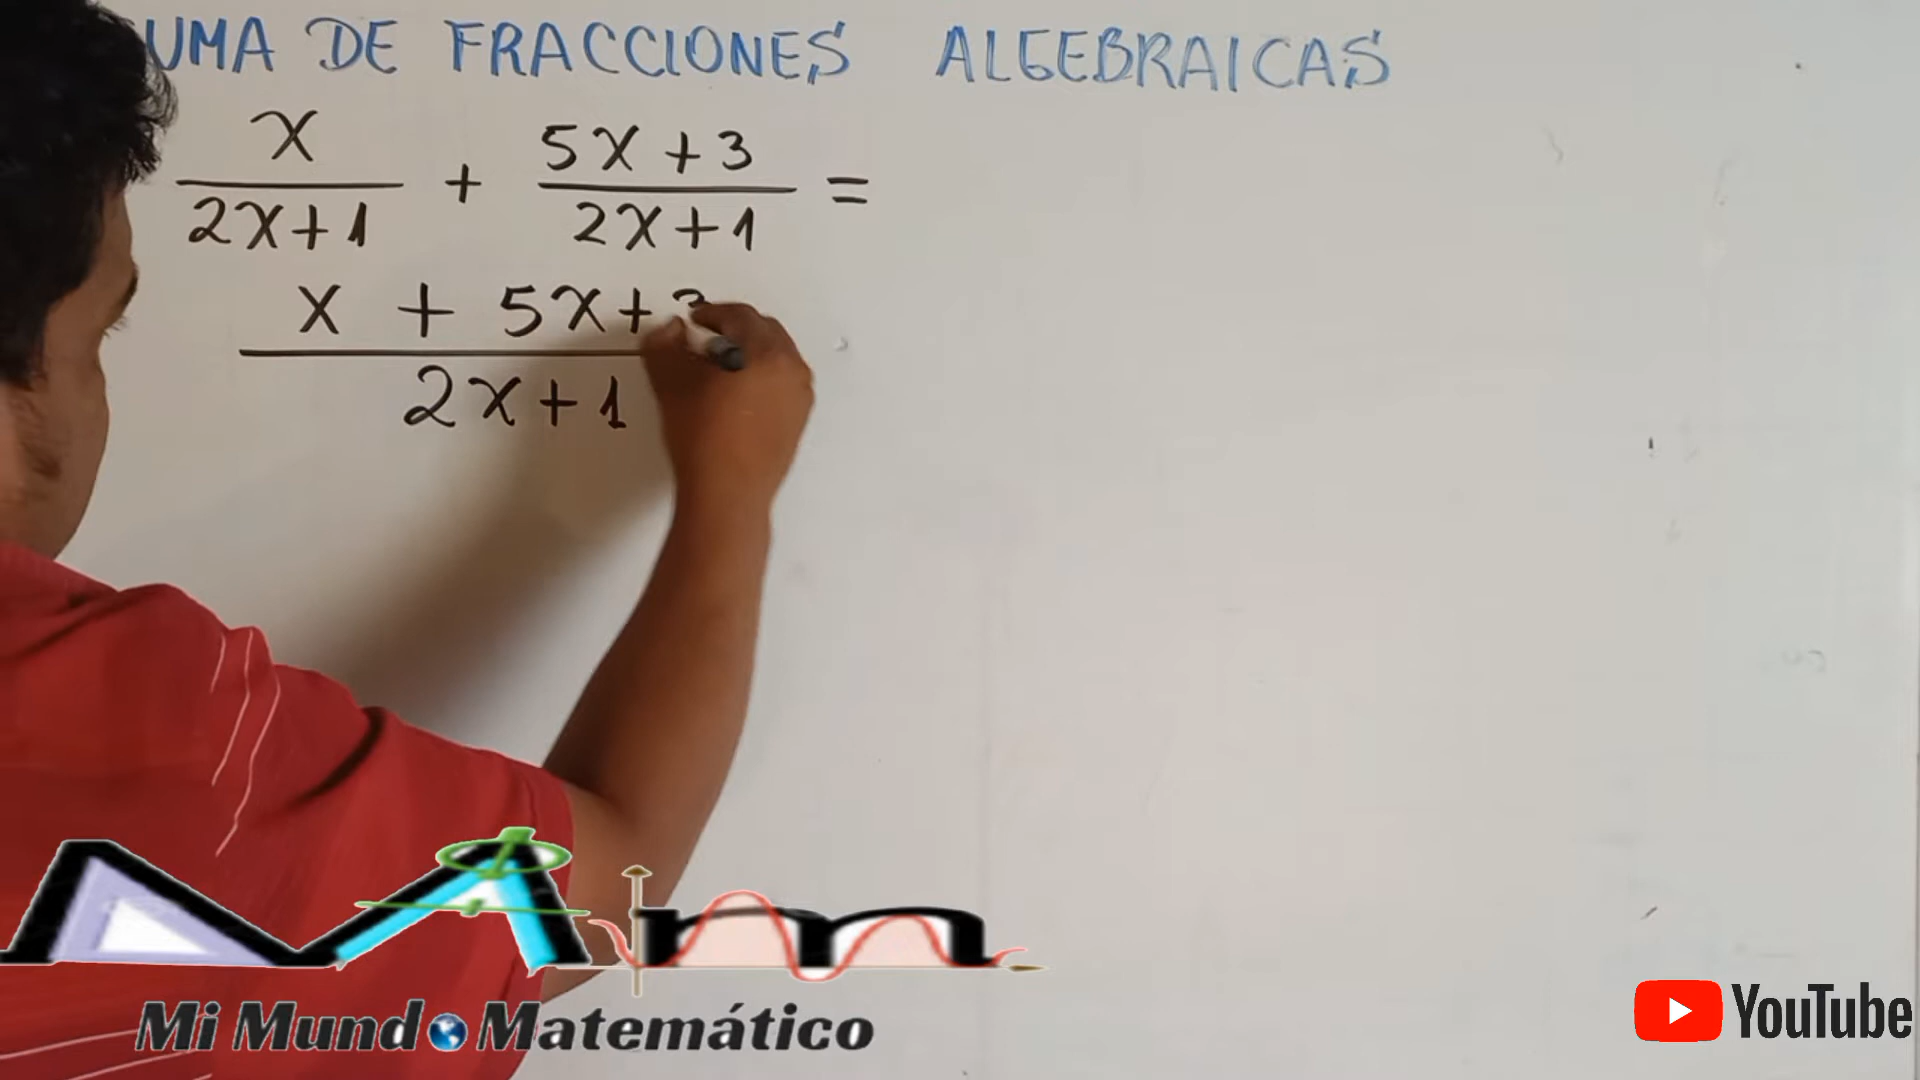 UMA DE FRACCIONES ALGEBRAICAS
x/2x+1 + 5x+3/2x+1 =
x + 5x+3
2x+1
Mi Mundo Matemático
YouTube